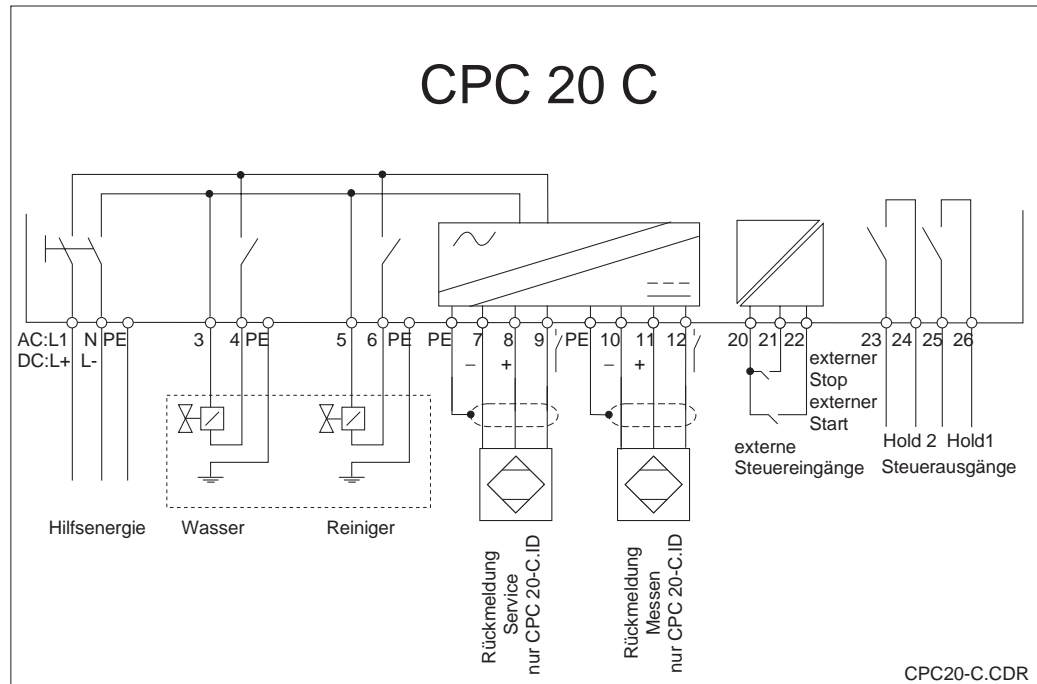 CPC 20 C
AC:L1 N PE 3 4 PE 5 6 PE PE 7 8 9 PE 10 11 12 20 21 22 23 24 25 26
DC:L+ L- − + − +
externer
Stop
externer
Start
externe
Steuereingänge
Hold 2 Hold1
Steuerausgänge
Hilfsenergie Wasser Reiniger
Rückmeldung
Service
nur CPC 20-C.ID
Rückmeldung
Messen
nur CPC 20-C.ID
CPC20-C.CDR